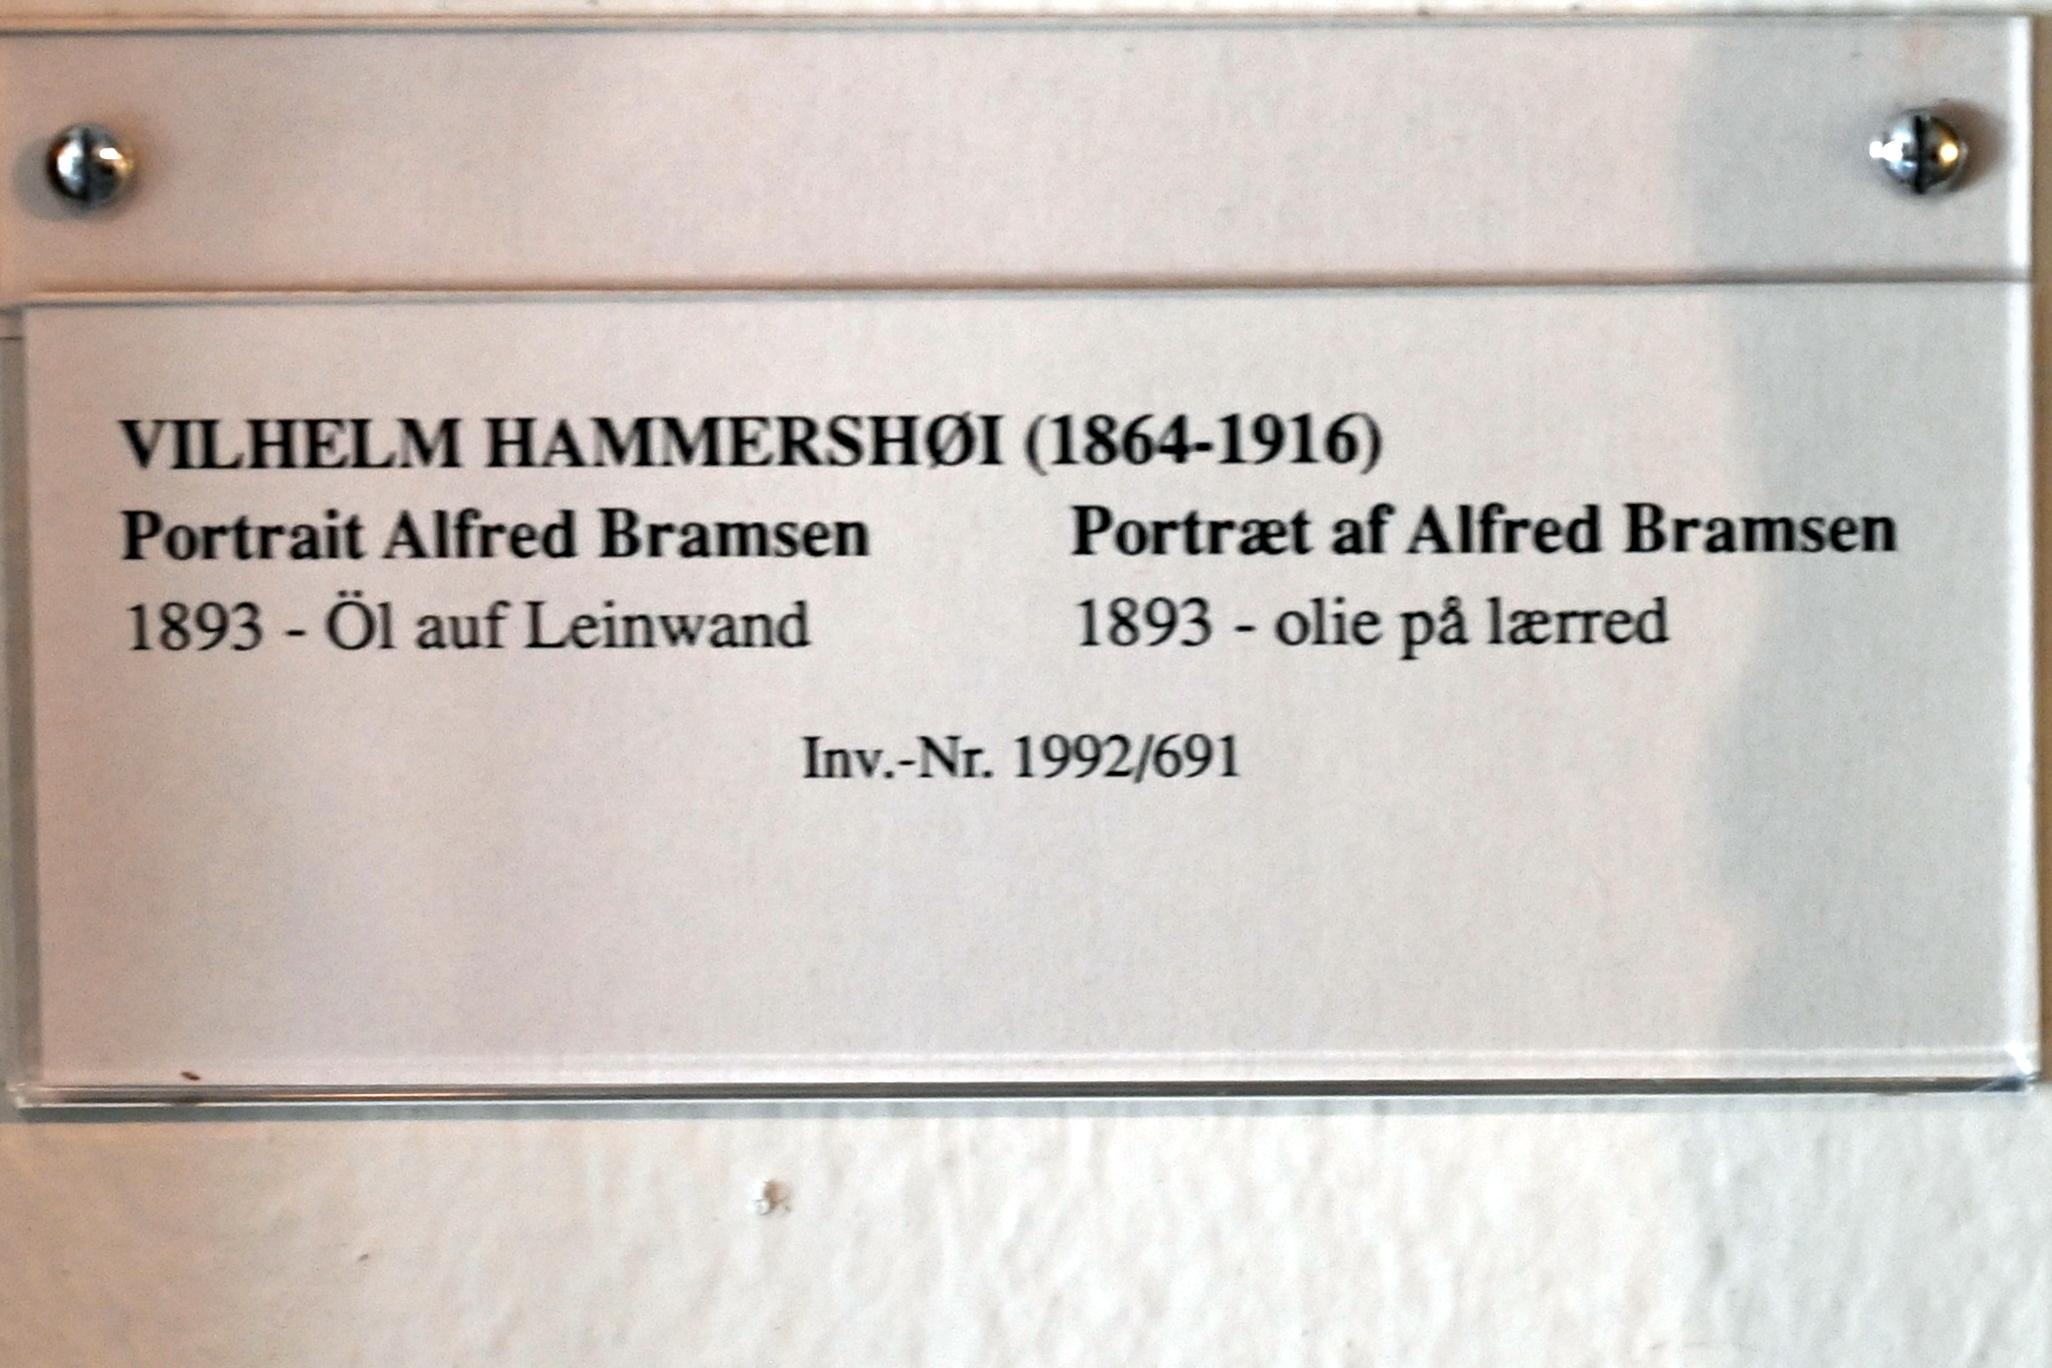 VILHELM HAMMERSHØI (1864-1916)
Portrait Alfred Bramsen
1893 - Öl auf Leinwand
Portræt af Alfred Bramsen
1893 - olie på lærred
Inv.-Nr. 1992/691